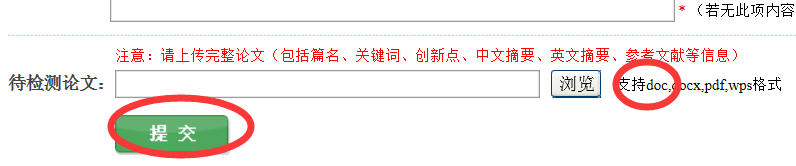 *（若无此项内容
注意：请上传完整论文（包括篇名、关键词、创新点、中文摘要、英文摘要、参考文献等信息）
待检测论文： 浏览 支持doc,docx,pdf,wps格式
提 交